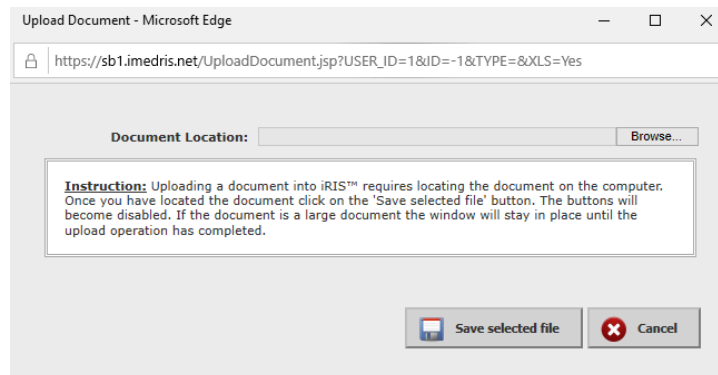 Upload Document - Microsoft Edge
https://sb1.imedris.net/UploadDocument.jsp?USER_ID=1&ID=-1&TYPE=&XLS=Yes
Document Location: Browse...
Instruction: Uploading a document into iRIS™ requires locating the document on the computer.
Once you have located the document click on the 'Save selected file' button. The buttons will
become disabled. If the document is a large document the window will stay in place until the
upload operation has completed.
Save selected file Cancel